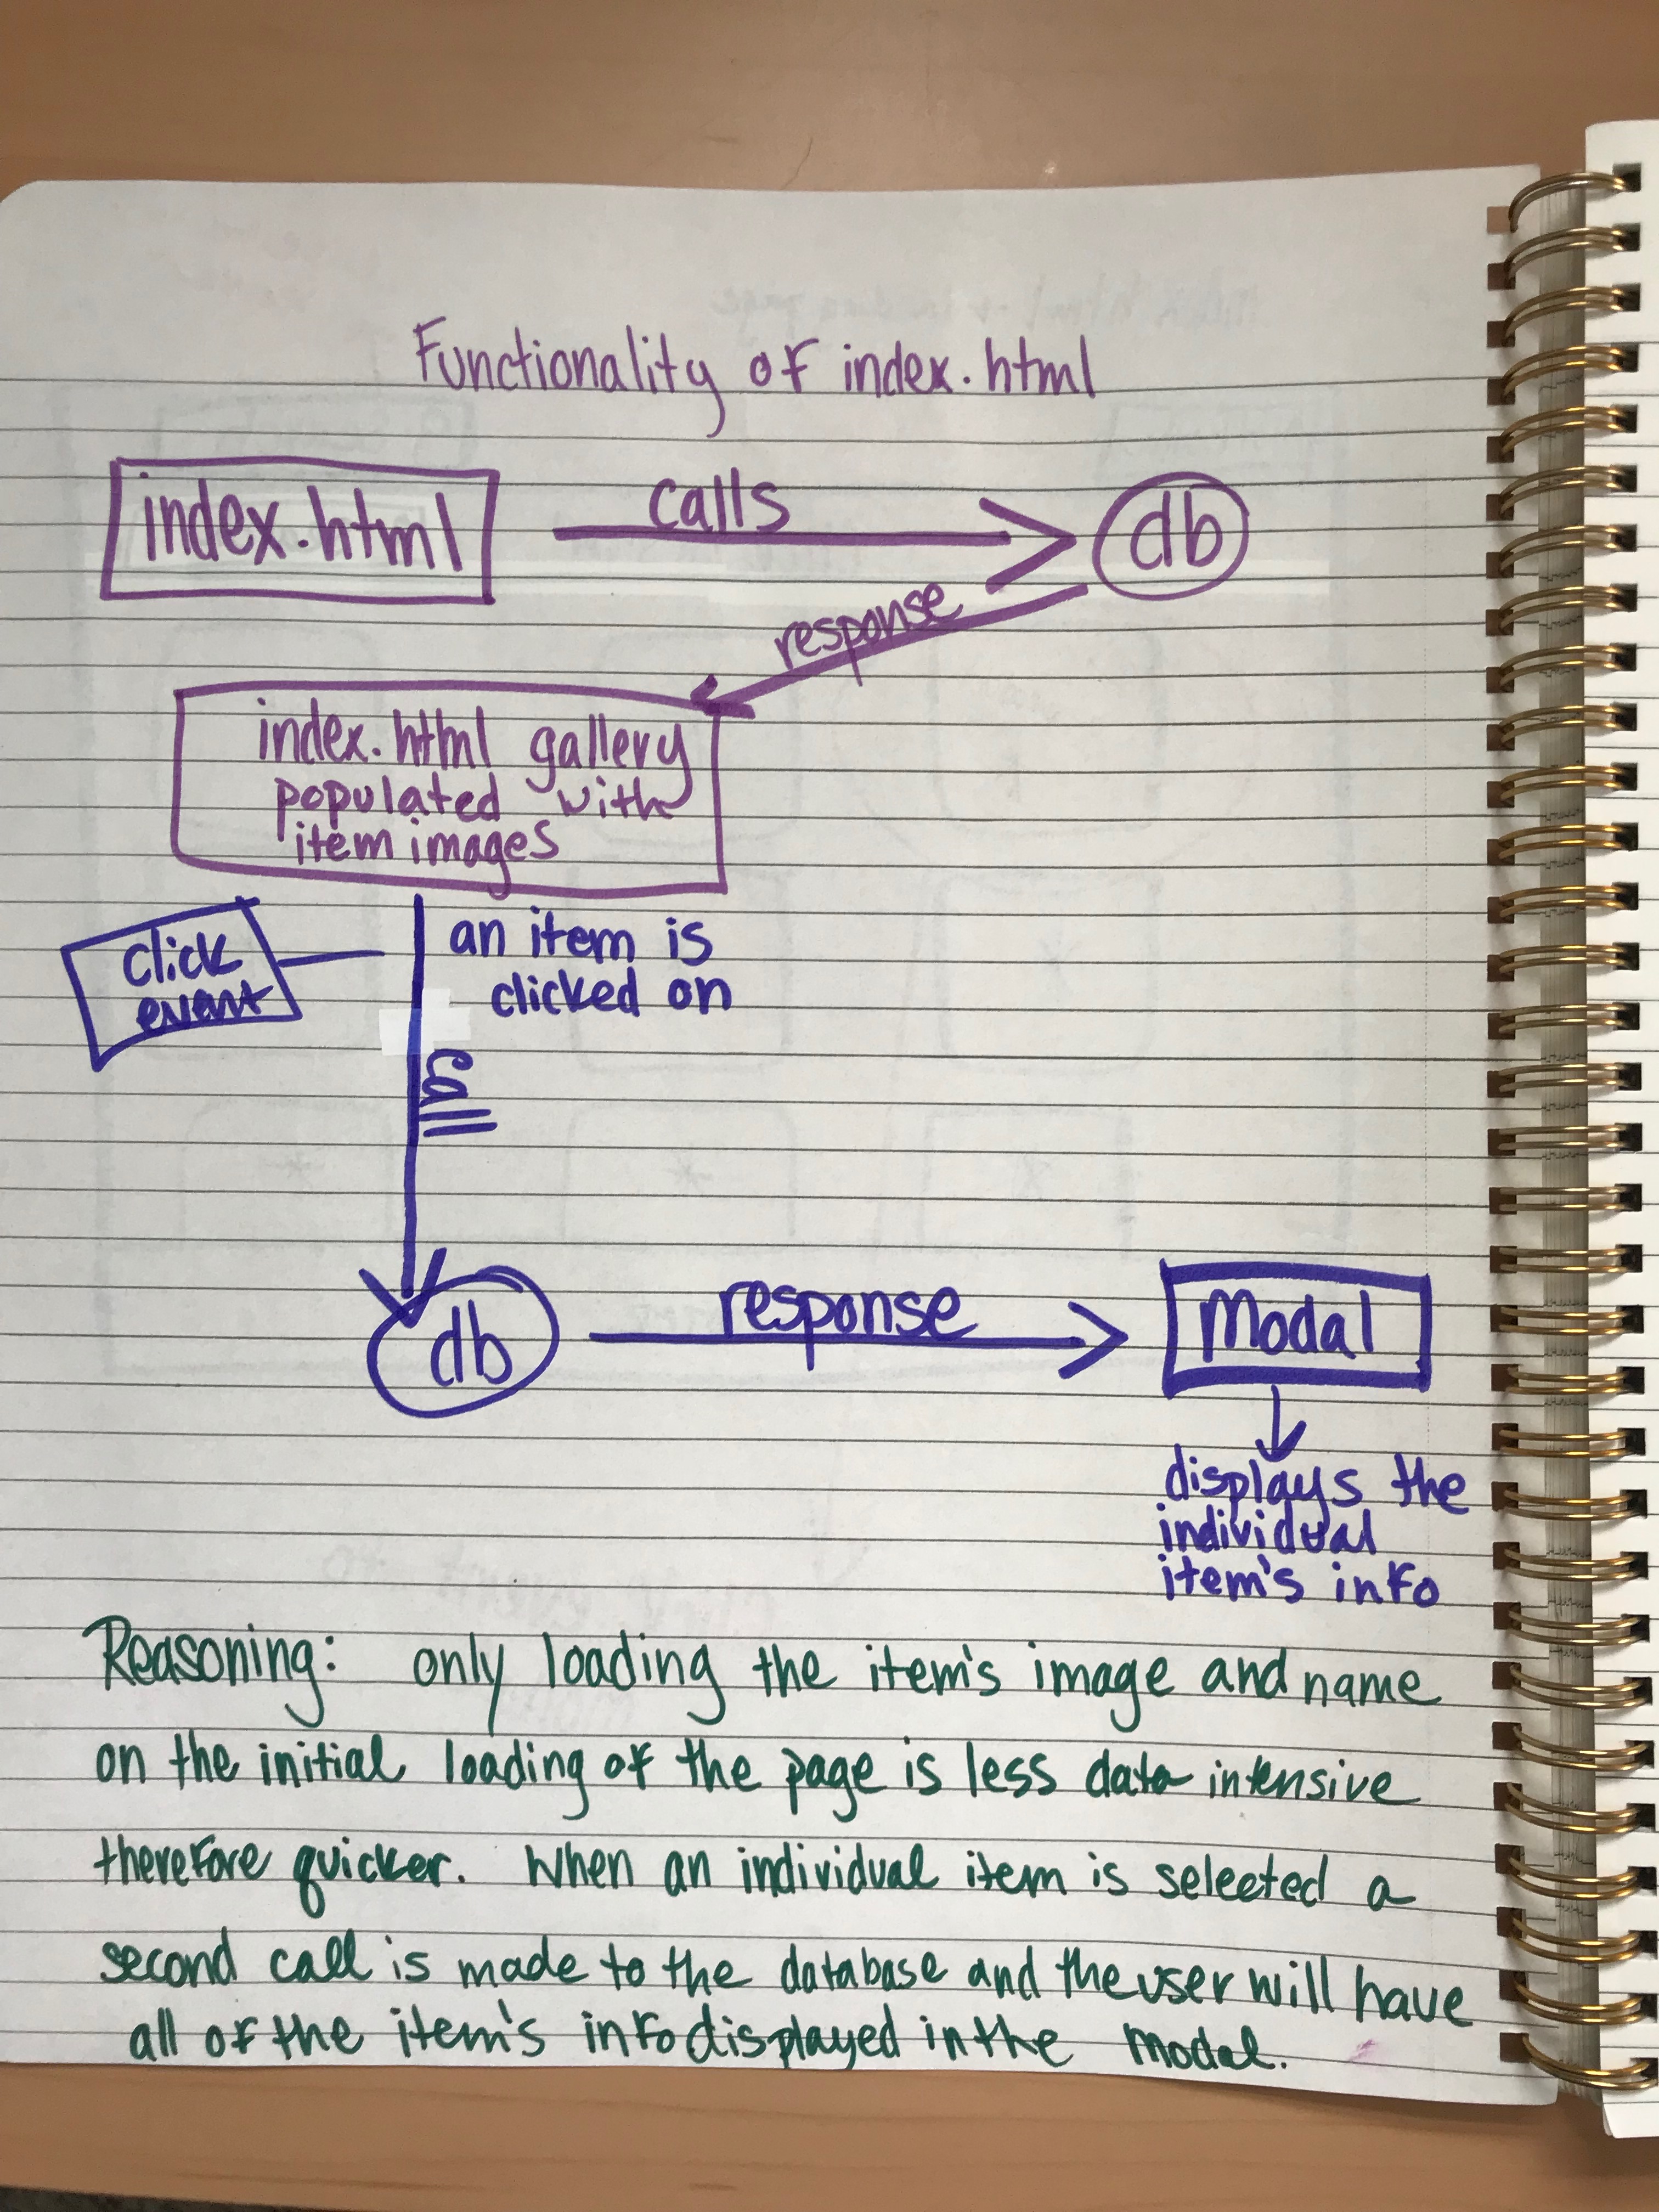 Functionality of index.html
index.html
calls
db
response
index.html gallery
populated with
item images
click
event
an item is
clicked on
call
db
response
Modal
displays the
individual
item's info
Reasoning: only loading the item's image and name
on the initial loading of the page is less data intensive
therefore quicker. When an individual item is selected a
second call is made to the database and the user will have
all of the item's info displayed in the modal.